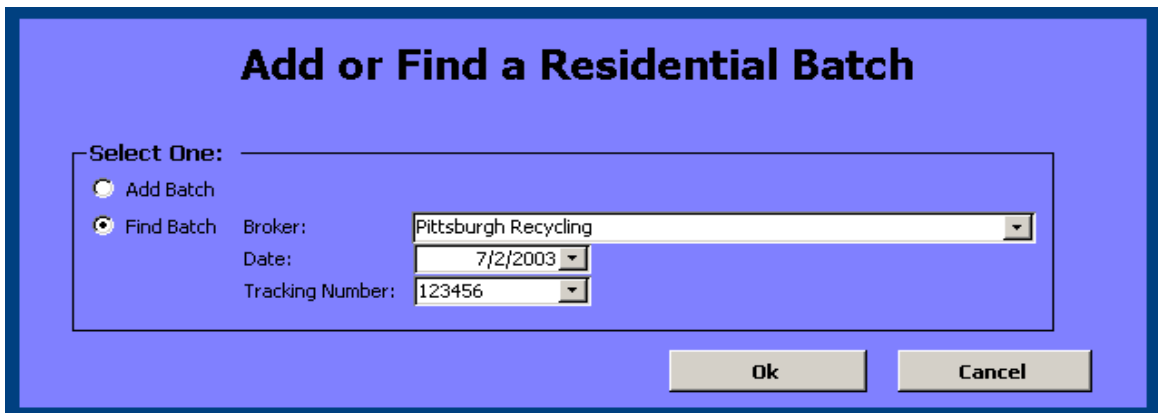 Add or Find a Residential Batch
Select One:
Add Batch
Find Batch Broker: Pittsburgh Recycling
Date: 7/2/2003
Tracking Number: 123456
Ok Cancel